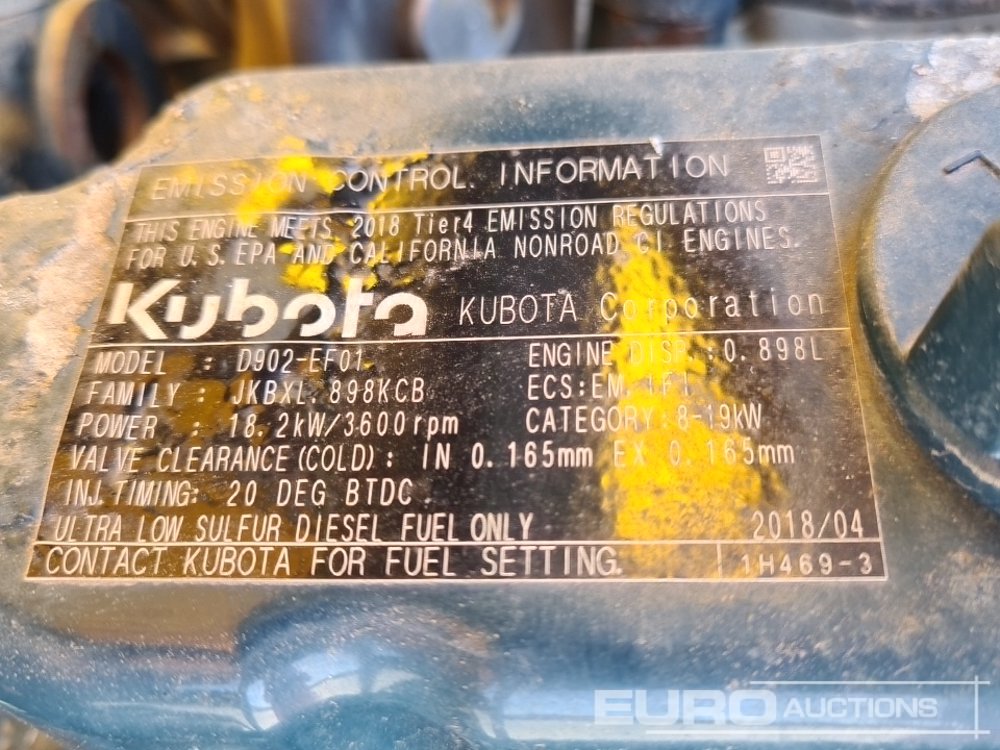 EMISSION CONTROL INFORMATION
THIS ENGINE MEETS 2018 Tier4 EMISSION REGULATIONS
FOR U.S. EPA AND CALIFORNIA NONROAD CI ENGINES.
Kubota KUBOTA Corporation
MODEL : D902-EF01 ENGINE DISP.: 0.898L
FAMILY : JKBXL.898KCB ECS:EM, IFI
POWER : 18.2kW/3600rpm CATEGORY:8-19kW
VALVE CLEARANCE(COLD): IN 0.165mm EX 0.165mm
INJ.TIMING: 20 DEG BTDC
ULTRA LOW SULFUR DIESEL FUEL ONLY 2018/04
CONTACT KUBOTA FOR FUEL SETTING. 1H469-3
EURO AUCTIONS